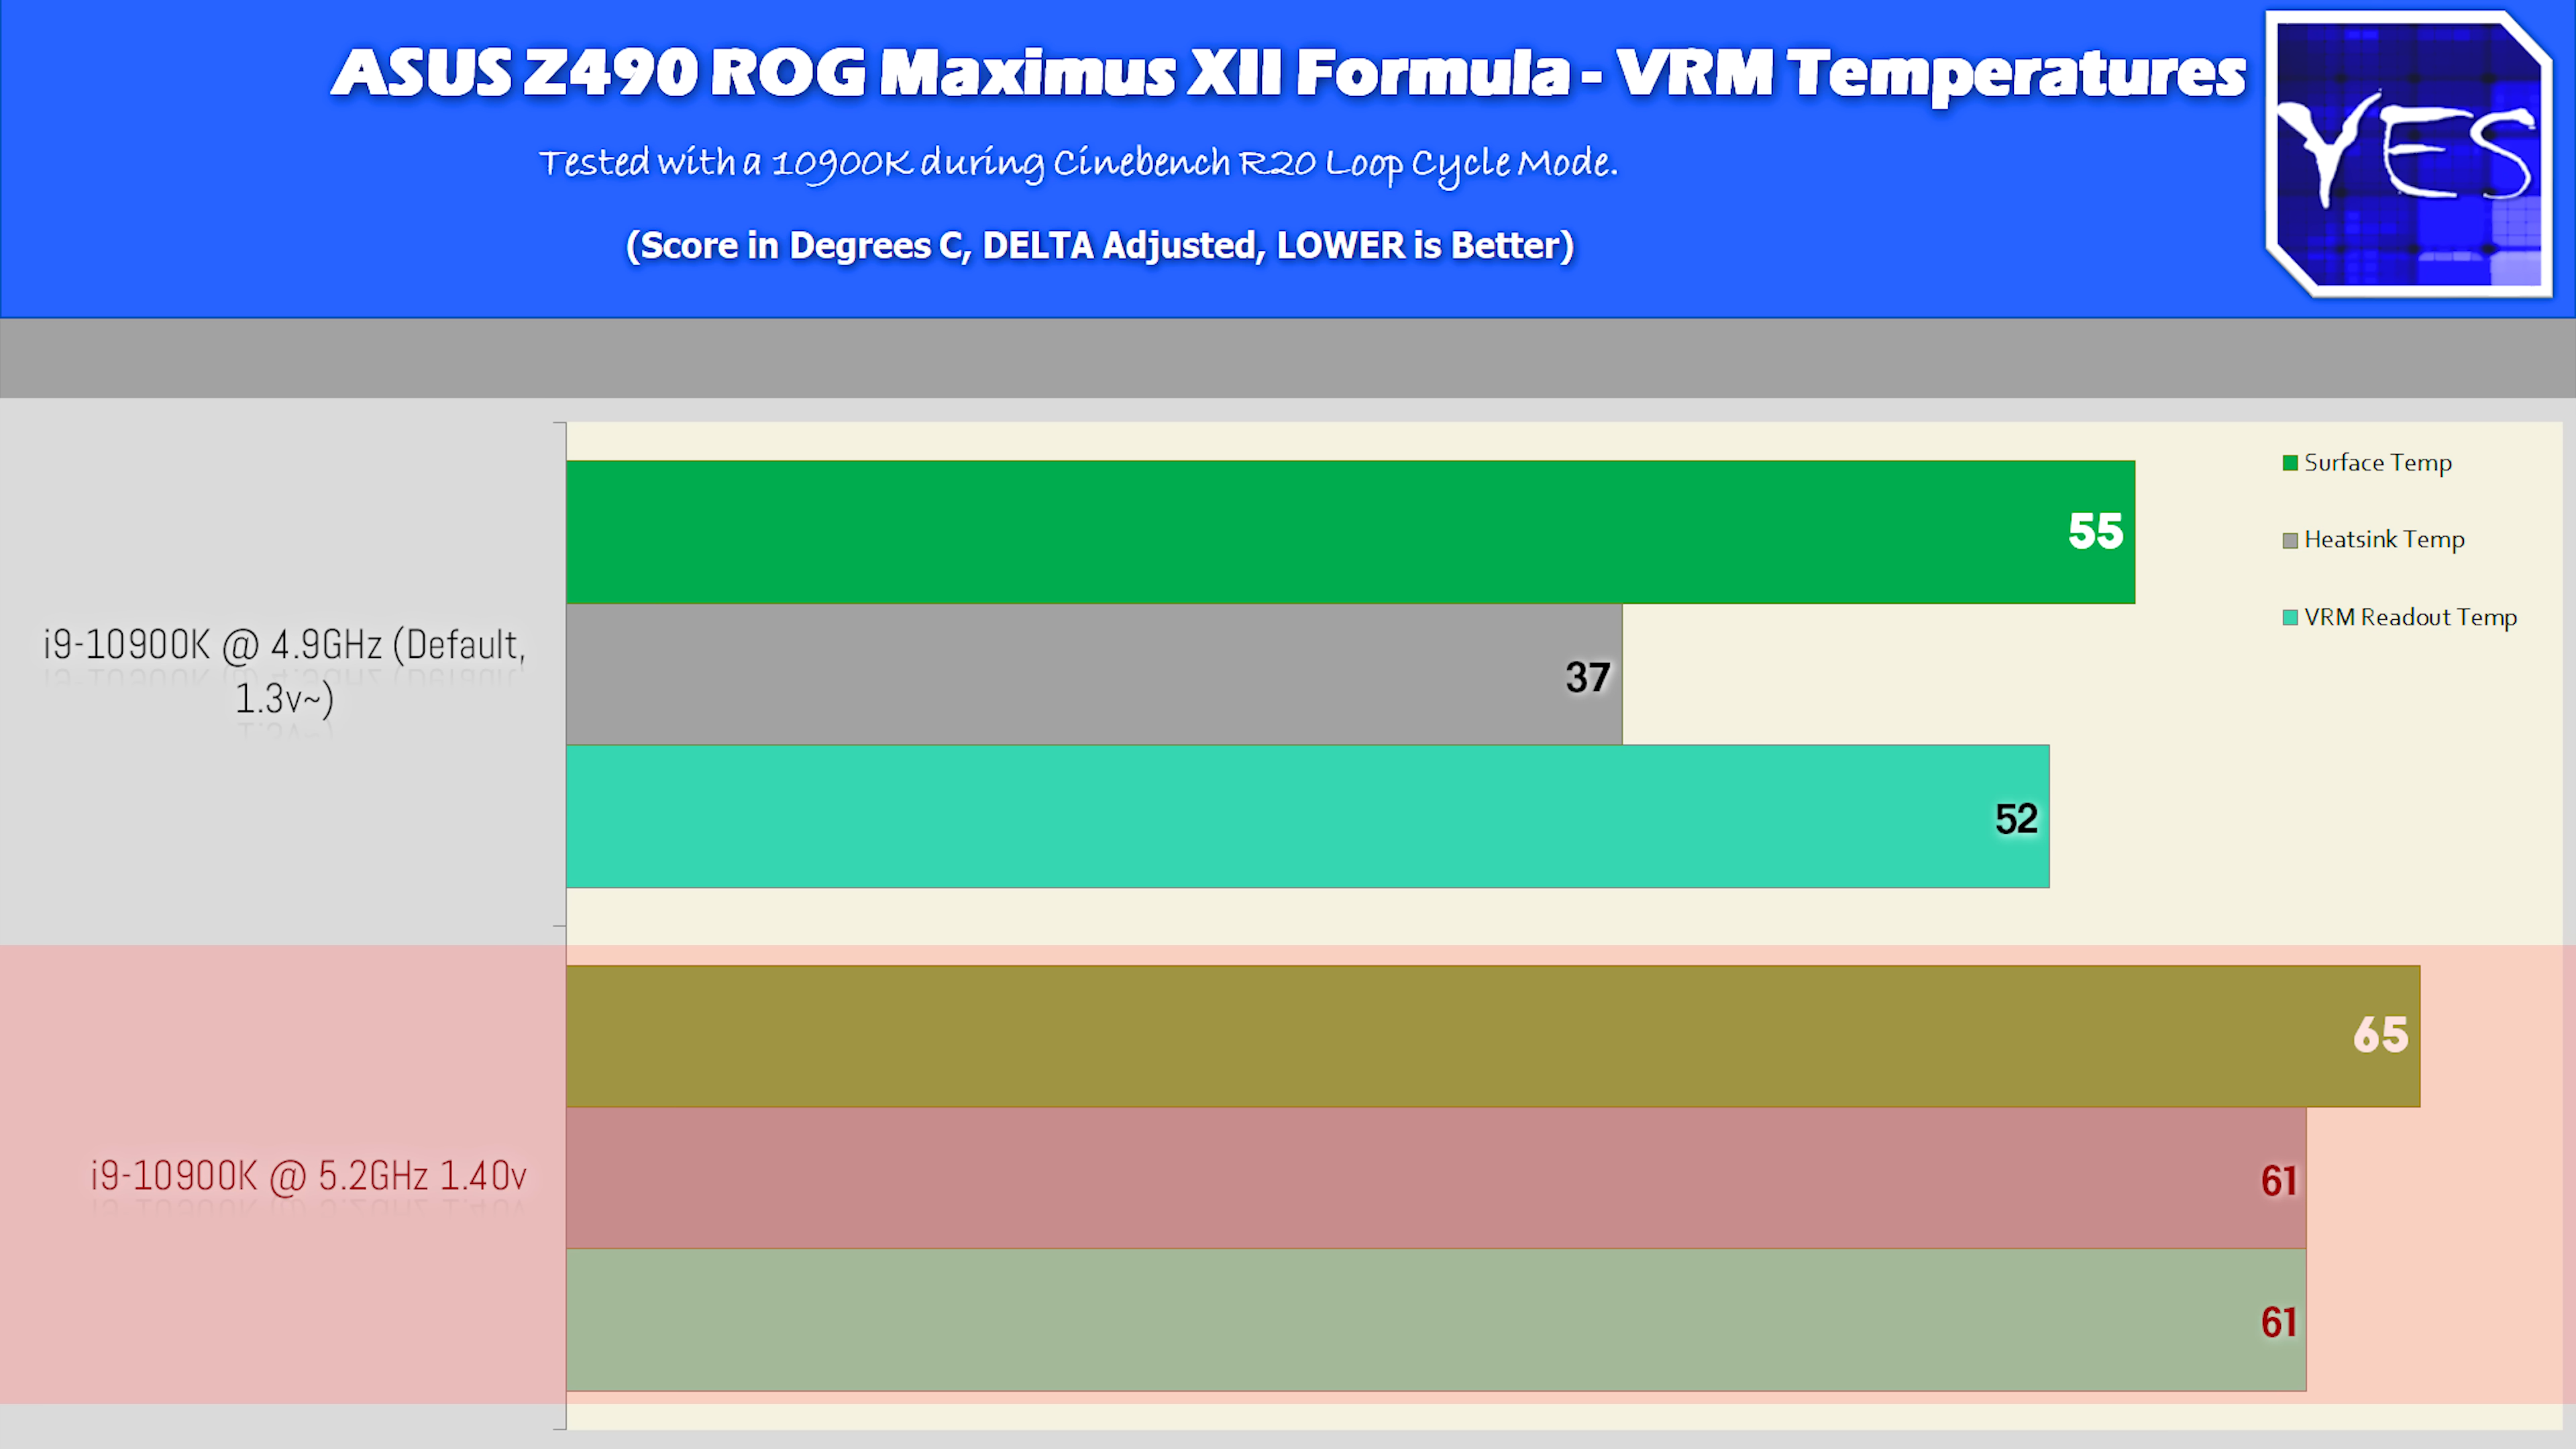 ASUS Z490 ROG Maximus XII Formula - VRM Temperatures
YES
Tested with a 10900K during Cinebench R20 Loop Cycle Mode.
(Score in Degrees C, DELTA Adjusted, LOWER is Better)
Surface Temp
Heatsink Temp
VRM Readout Temp
i9-10900K @ 4.9GHz (Default,
1.3v~)
55
37
52
i9-10900K @ 5.2GHz 1.40v
65
61
61